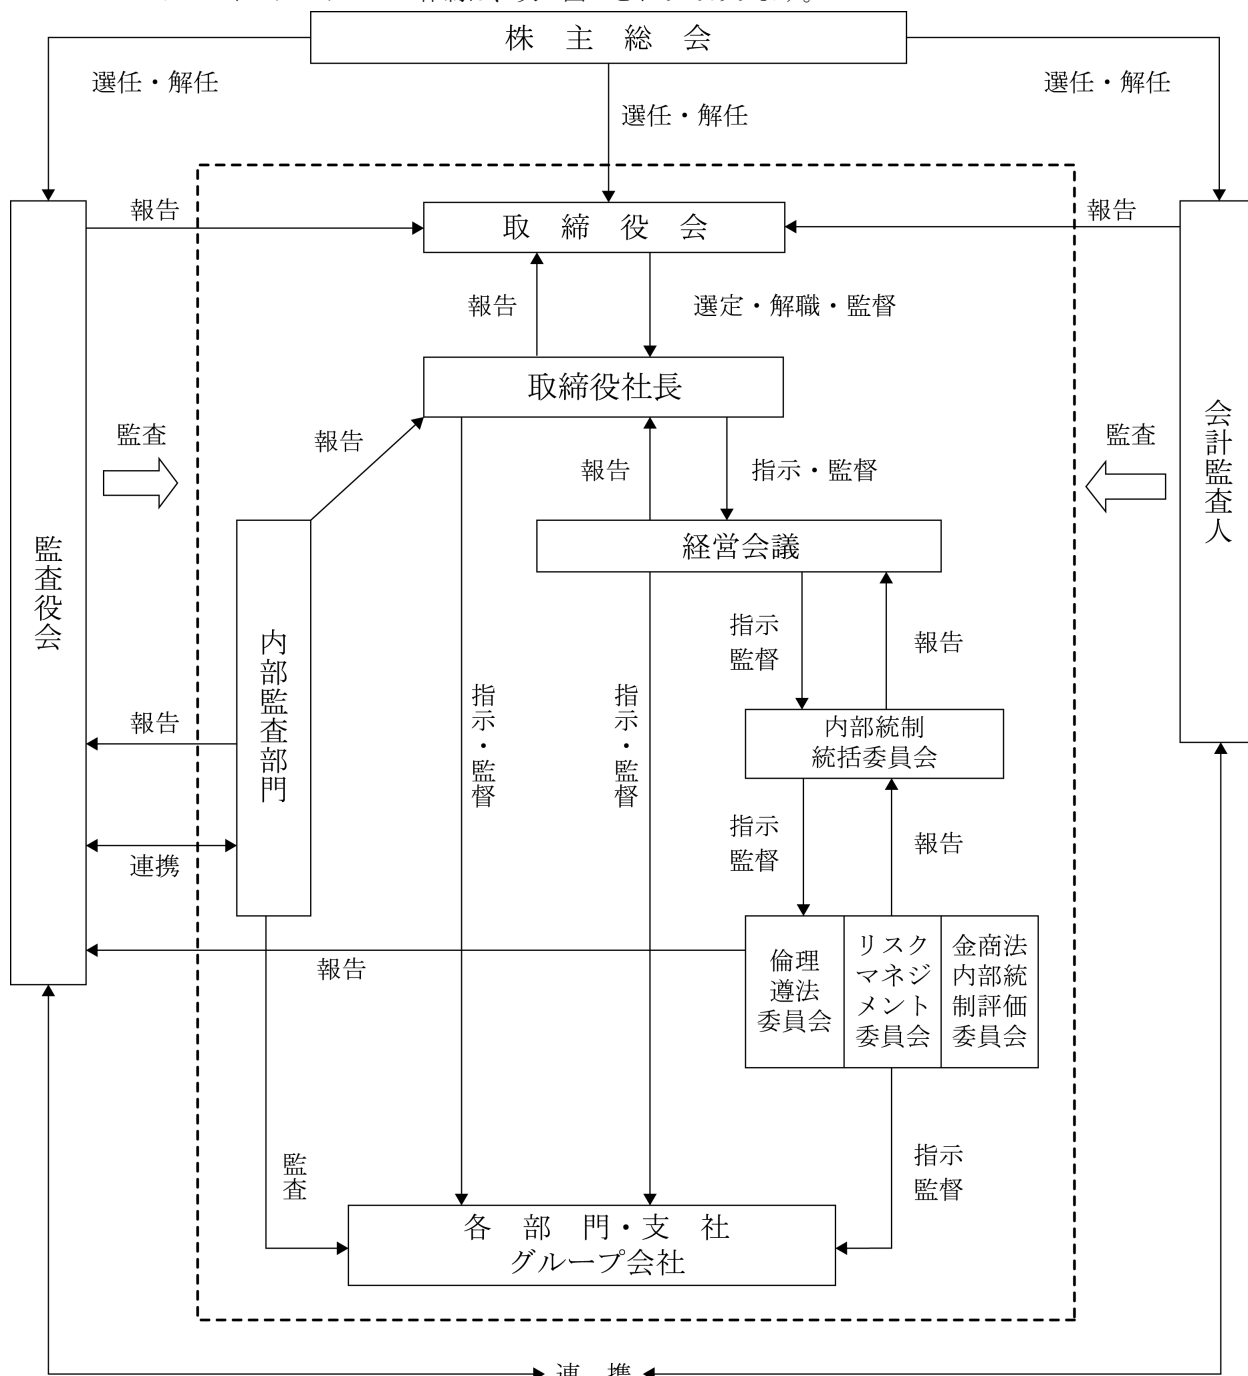 株 主 総 会
選任・解任
選任・解任
選任・解任
報告
取 締 役 会
報告
報告
選定・解職・監督
取締役社長
監査
報告
報告
指示・監督
監査
会計監査人
経営会議
監査役会
内部監査部門
指示
監督
報告
報告
指示・監督
指示・監督
内部統制
統括委員会
指示
監督
報告
連携
報告
倫理
遵法
委員会
リスク
マネジ
メント
委員会
金商法
内部統
制評価
委員会
監査
指示
監督
各 部 門・支 社
グループ会社
連 携